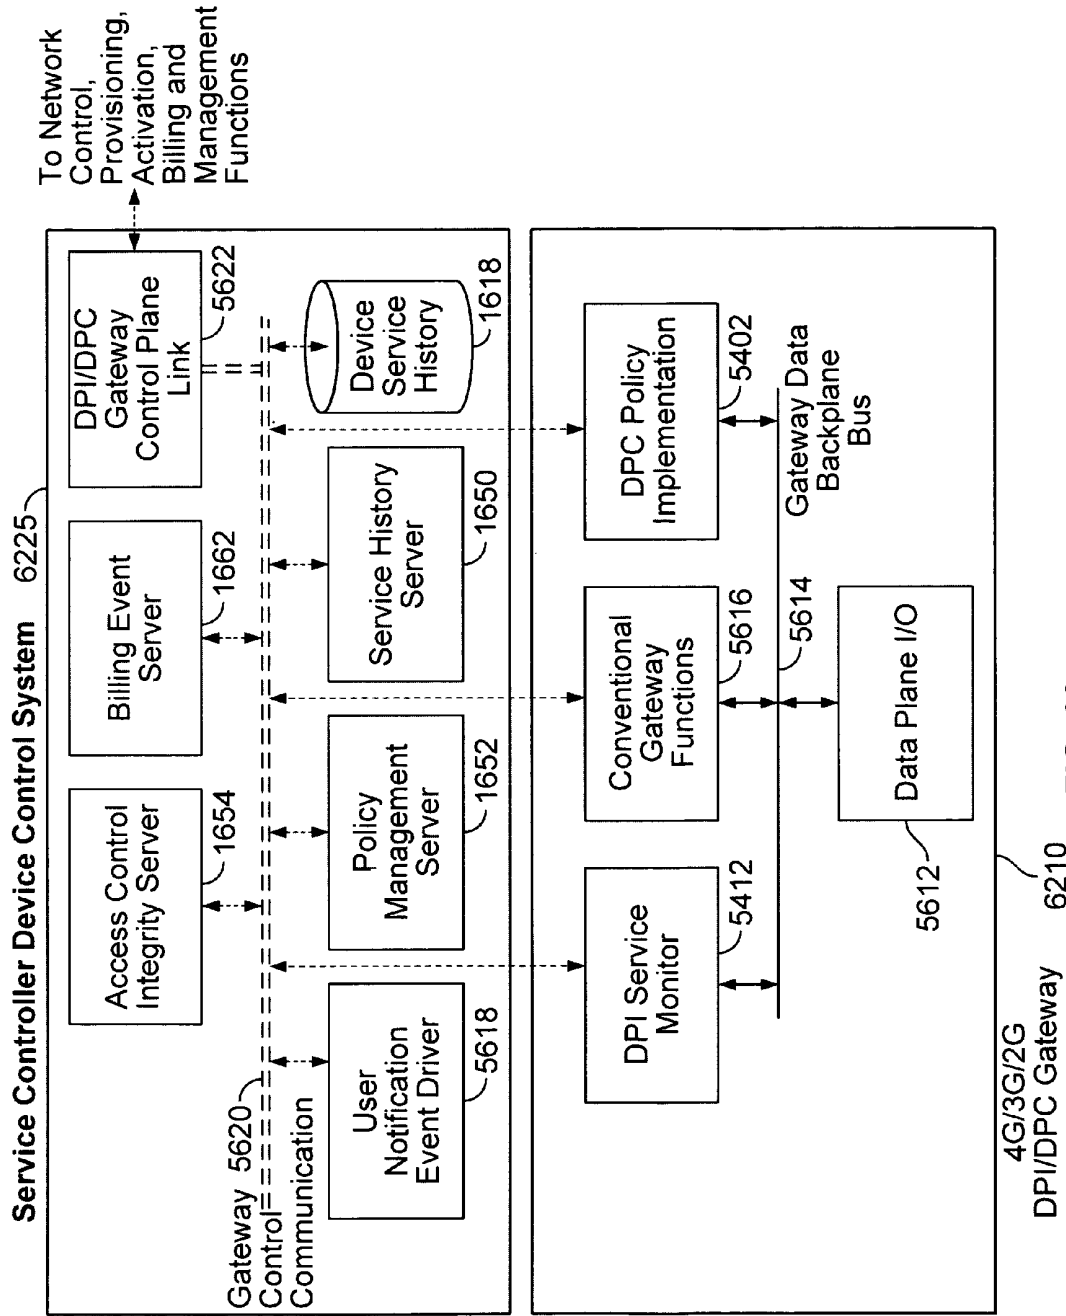 Service Controller Device Control System 6225
To Network
Control,
Provisioning,
Activation,
Billing and
Management
Functions
Access Control
Integrity Server
1654
Billing Event
Server
1662
DPI/DPC
Gateway
Control Plane
Link
5622
Gateway 5620
Control
Communication
User
Notification
Event Driver
5618
Policy
Management
Server
1652
Service History
Server
1650
Device
Service
History
1618
DPI Service
Monitor
5412
Conventional
Gateway
Functions
5616
DPC Policy
Implementation
5402
5614
Gateway Data
Backplane
Bus
Data Plane I/O
5612
4G/3G/2G
DPI/DPC Gateway
6210